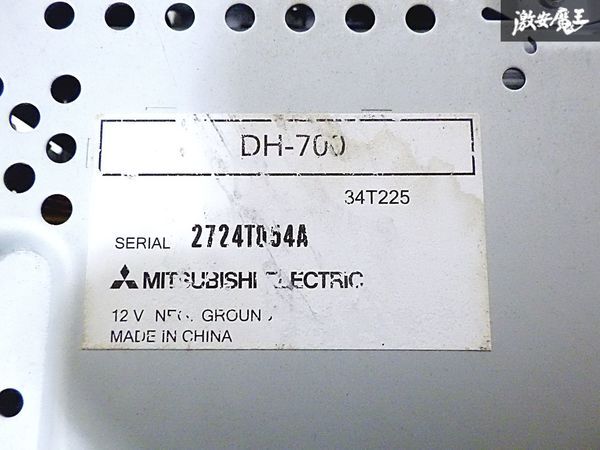 激安魔王
DH-700
34T225
SERIAL 2724T054A
MITSUBISHI ELECTRIC
12 V NEG. GROUND
MADE IN CHINA